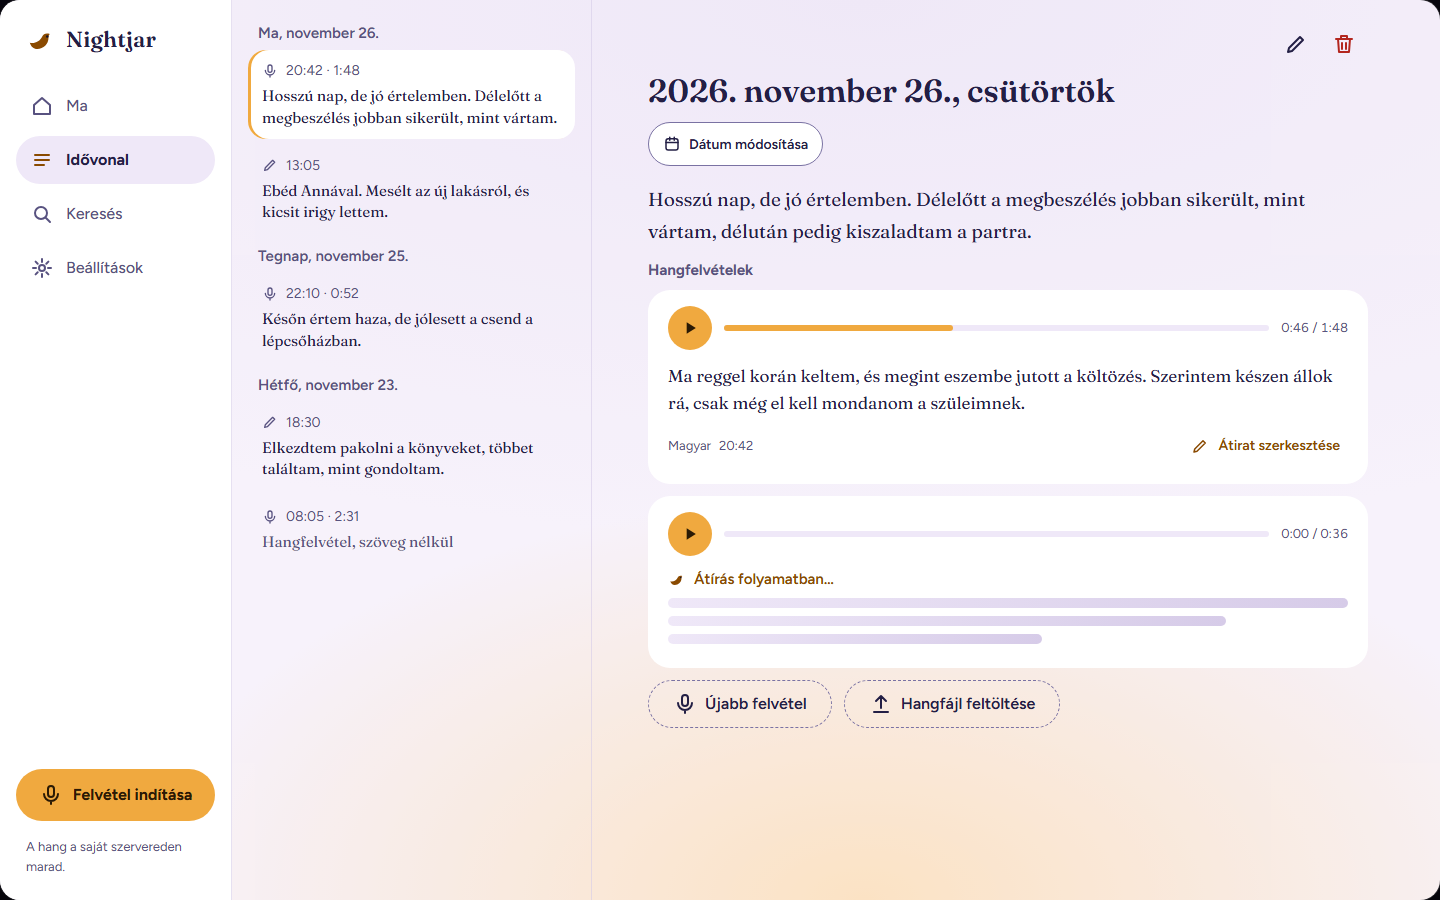 Nightjar
Ma
Idővonal
Keresés
Beállítások
Felvétel indítása
A hang a saját szervereden
marad.
Ma, november 26.
20:42 · 1:48
Hosszú nap, de jó értelemben. Délelőtt a
megbeszélés jobban sikerült, mint vártam.
13:05
Ebéd Annával. Mesélt az új lakásról, és
kicsit irigy lettem.
Tegnap, november 25.
22:10 · 0:52
Későn értem haza, de jólesett a csend a
lépcsőházban.
Hétfő, november 23.
18:30
Elkezdtem pakolni a könyveket, többet
találtam, mint gondoltam.
08:05 · 2:31
Hangfelvétel, szöveg nélkül
2026. november 26., csütörtök
Dátum módosítása
Hosszú nap, de jó értelemben. Délelőtt a megbeszélés jobban sikerült, mint
vártam, délután pedig kiszaladtam a partra.
Hangfelvételek
0:46 / 1:48
Ma reggel korán keltem, és megint eszembe jutott a költözés. Szerintem készen állok
rá, csak még el kell mondanom a szüleimnek.
Magyar 20:42
Átirat szerkesztése
0:00 / 0:36
Átírás folyamatban…
Újabb felvétel
Hangfájl feltöltése